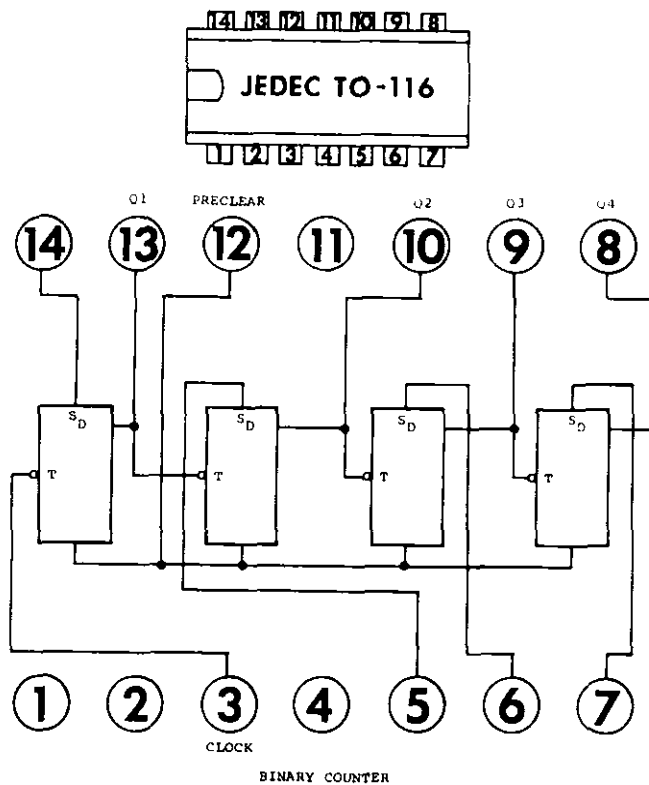 14 13 12 11 10 9 8
JEDEC TO-116
1 2 3 4 5 6 7
Q1 PRECLEAR Q2 Q3 Q4
14 13 12 11 10 9 8
SD SD SD SD
T T T T
1 2 3 4 5 6 7
CLOCK
BINARY COUNTER